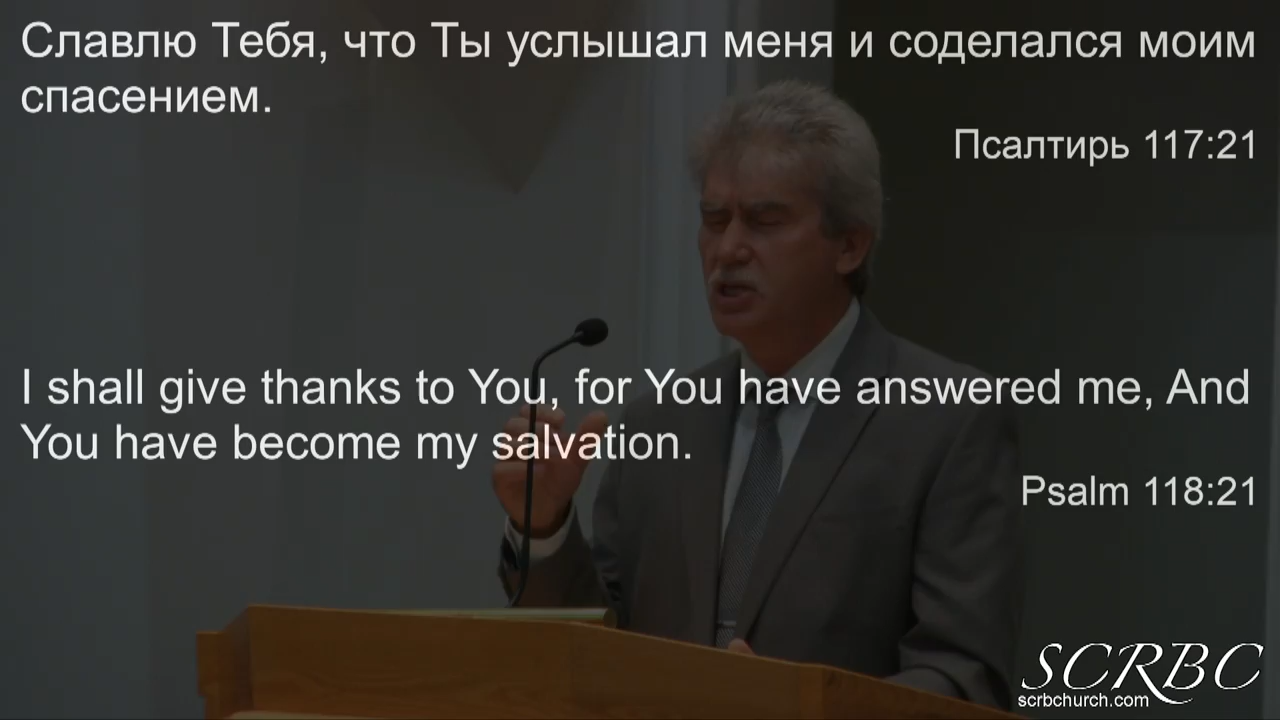 Славлю Тебя, что Ты услышал меня и соделался моим
спасением.
Псалтирь 117:21
I shall give thanks to You, for You have answered me, And
You have become my salvation.
Psalm 118:21
SCRBC
scrbchurch.com